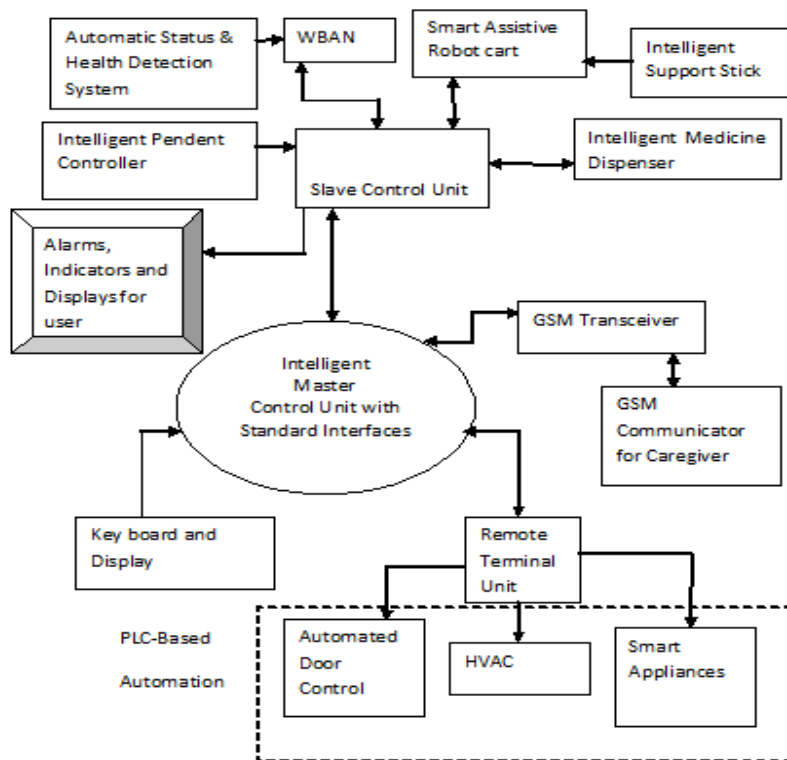 Automatic Status &
Health Detection
System
WBAN
Smart Assistive
Robot cart
Intelligent
Support Stick
Intelligent Pendent
Controller
Slave Control Unit
Intelligent Medicine
Dispenser
Alarms,
Indicators and
Displays for
user
GSM Transceiver
Intelligent
Master
Control Unit with
Standard Interfaces
GSM
Communicator
for Caregiver
Key board and
Display
Remote
Terminal
Unit
PLC-Based
Automation
Automated
Door
Control
HVAC
Smart
Appliances